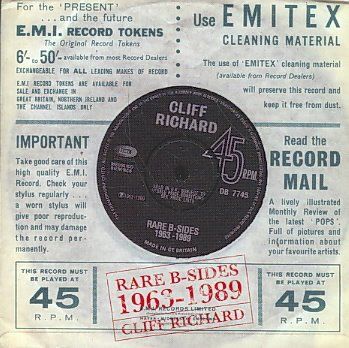 For the 'PRESENT'
. . . and the future
E.M.I. RECORD TOKENS
The Original Record Tokens
6/- to 50/- available from most Record Dealers
EXCHANGEABLE FOR ALL LEADING MAKES OF RECORD
E.M.I. RECORD TOKENS ARE AVAILABLE FOR
SALE AND EXCHANGE IN
GREAT BRITAIN, NORTHERN IRELAND AND
THE CHANNEL ISLANDS ONLY
Use EMITEX
CLEANING MATERIAL
The use of 'EMITEX' cleaning material
(available from Record Dealers)
will preserve this record and
keep it free from dust.
IMPORTANT
Take good care of this
high quality E.M.I.
Record. Check your
stylus regularly . . .
a worn stylus will
give poor reproduc-
tion and may damage
the record per-
manently.
CLIFF
RICHARD
45
RPM
DB 7745
RARE B-SIDES
1963-1989
MADE IN GT. BRITAIN
Read the
RECORD
MAIL
A lively illustrated
Monthly Review of
the latest 'POPS'.
Full of pictures and
information about your
favourite artists.
THIS RECORD MUST
BE PLAYED AT
45
R.P.M.
RARE B-SIDES
1963-1989
CLIFF RICHARD
RECORDS LIMITED
THIS RECORD MUST
BE PLAYED AT
45
R.P.M.